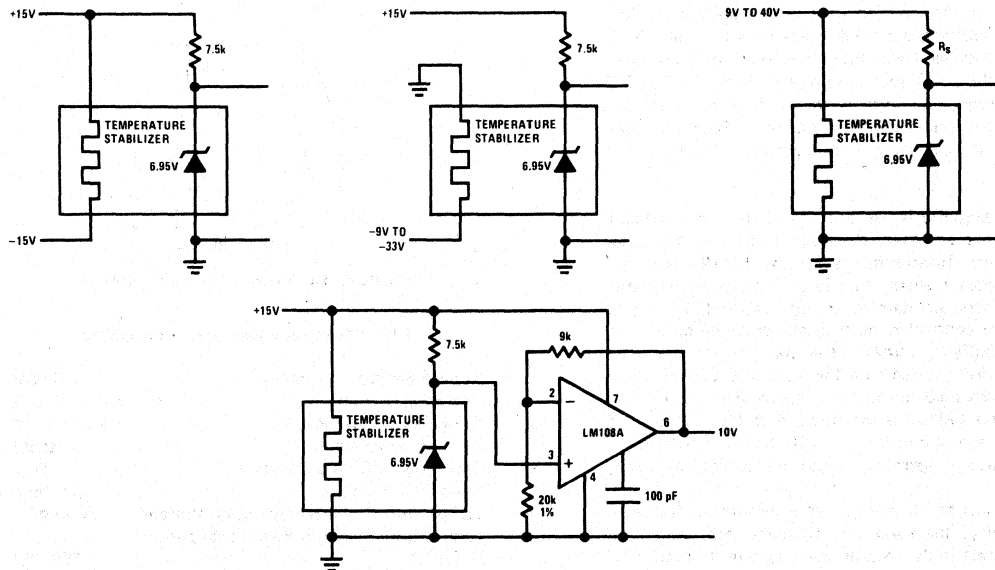 +15V
7.5k
TEMPERATURE
STABILIZER
6.95V
-15V
+15V
7.5k
TEMPERATURE
STABILIZER
6.95V
-9V TO
-33V
9V TO 40V
RS
TEMPERATURE
STABILIZER
6.95V
+15V
7.5k
TEMPERATURE
STABILIZER
6.95V
9k
2
-
7
LM108A
6
10V
3
+
4
20k
1%
100 pF